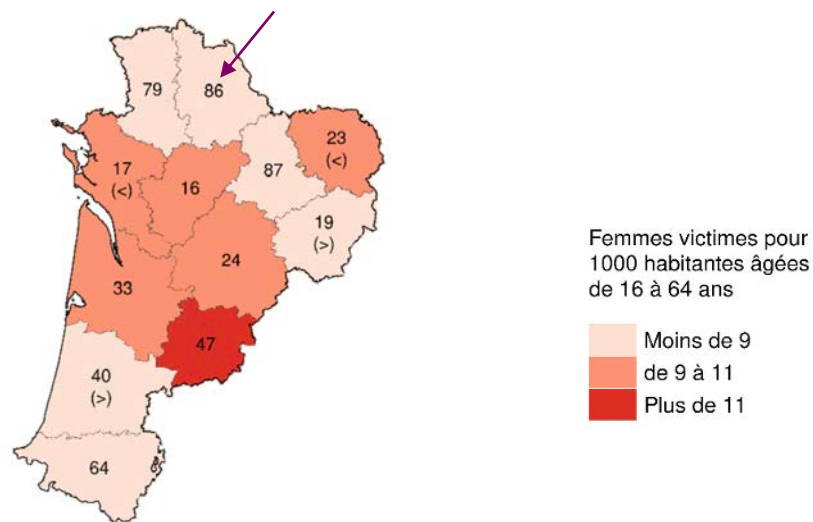 79
86
23
(<)
17
(<)
16
87
19
(>)
24
33
47
40
(>)
64
Femmes victimes pour
1000 habitantes âgées
de 16 à 64 ans
Moins de 9
de 9 à 11
Plus de 11